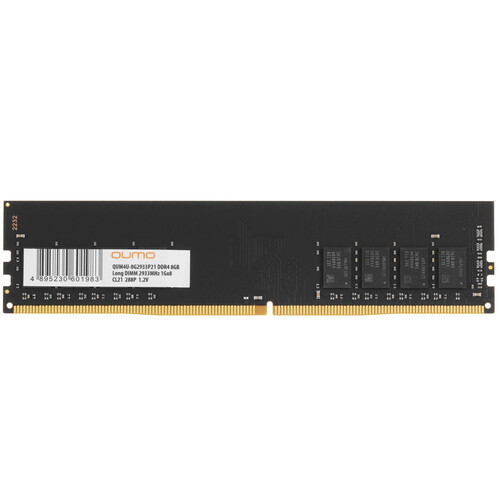 2232
QUMO
QUM4U-8G2933P21 DDR4 8GB
Long DIMM 2933MHz 1Gx8
CL21 288P 1.2V
4 895230 601983